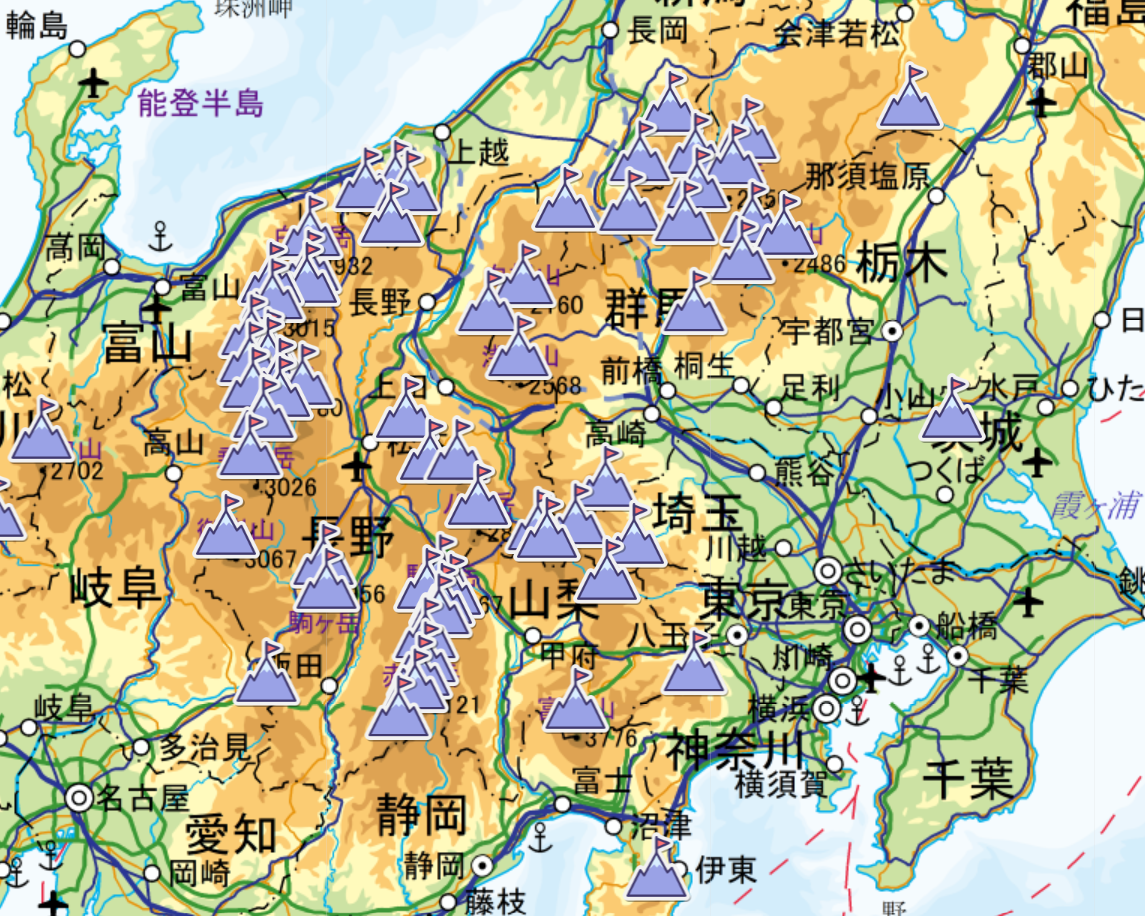 珠洲岬
輪島
長岡
会津若松
郡山
能登半島
上越
那須塩原
高岡
富山
932
2486
栃木
長野
群馬
3015
2160
富山
宇都宮
前橋
桐生
2568
上田
足利
小山
水戸
ひた
松
高山
高崎
茨城
2702
熊谷
つくば
3026
霞ヶ浦
埼玉
長野
川越
3067
岐阜
さいたま
56
67
山梨
東京
東京
駒ヶ岳
八王子
船橋
甲府
川崎
飯田
千葉
岐阜
21
横浜
3776
多治見
神奈川
富士
横須賀
千葉
名古屋
静岡
愛知
沼津
静岡
伊東
岡崎
藤枝
野